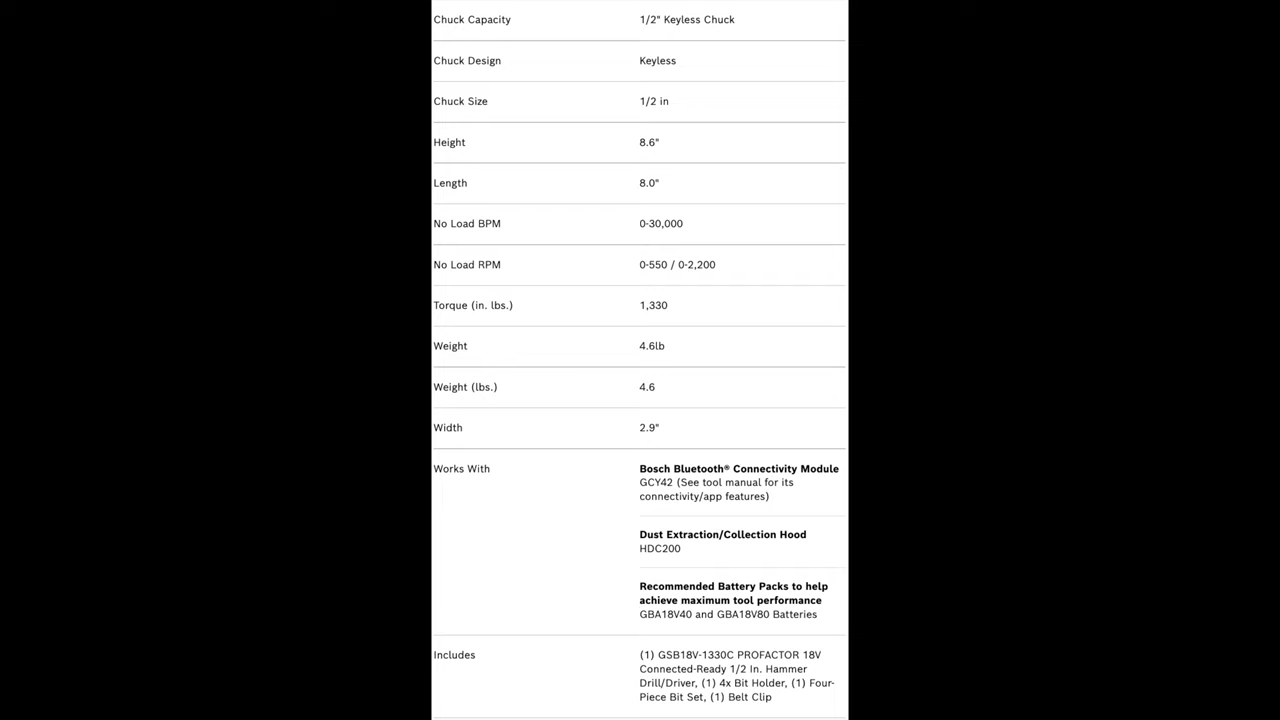 Chuck Capacity 1/2" Keyless Chuck
Chuck Design Keyless
Chuck Size 1/2 in
Height 8.6"
Length 8.0"
No Load BPM 0-30,000
No Load RPM 0-550 / 0-2,200
Torque (in. lbs.) 1,330
Weight 4.6lb
Weight (lbs.) 4.6
Width 2.9"
Works With Bosch Bluetooth® Connectivity Module
GCY42 (See tool manual for its
connectivity/app features)
Dust Extraction/Collection Hood
HDC200
Recommended Battery Packs to help
achieve maximum tool performance
GBA18V40 and GBA18V80 Batteries
Includes (1) GSB18V-1330C PROFACTOR 18V
Connected-Ready 1/2 In. Hammer
Drill/Driver, (1) 4x Bit Holder, (1) Four-
Piece Bit Set, (1) Belt Clip